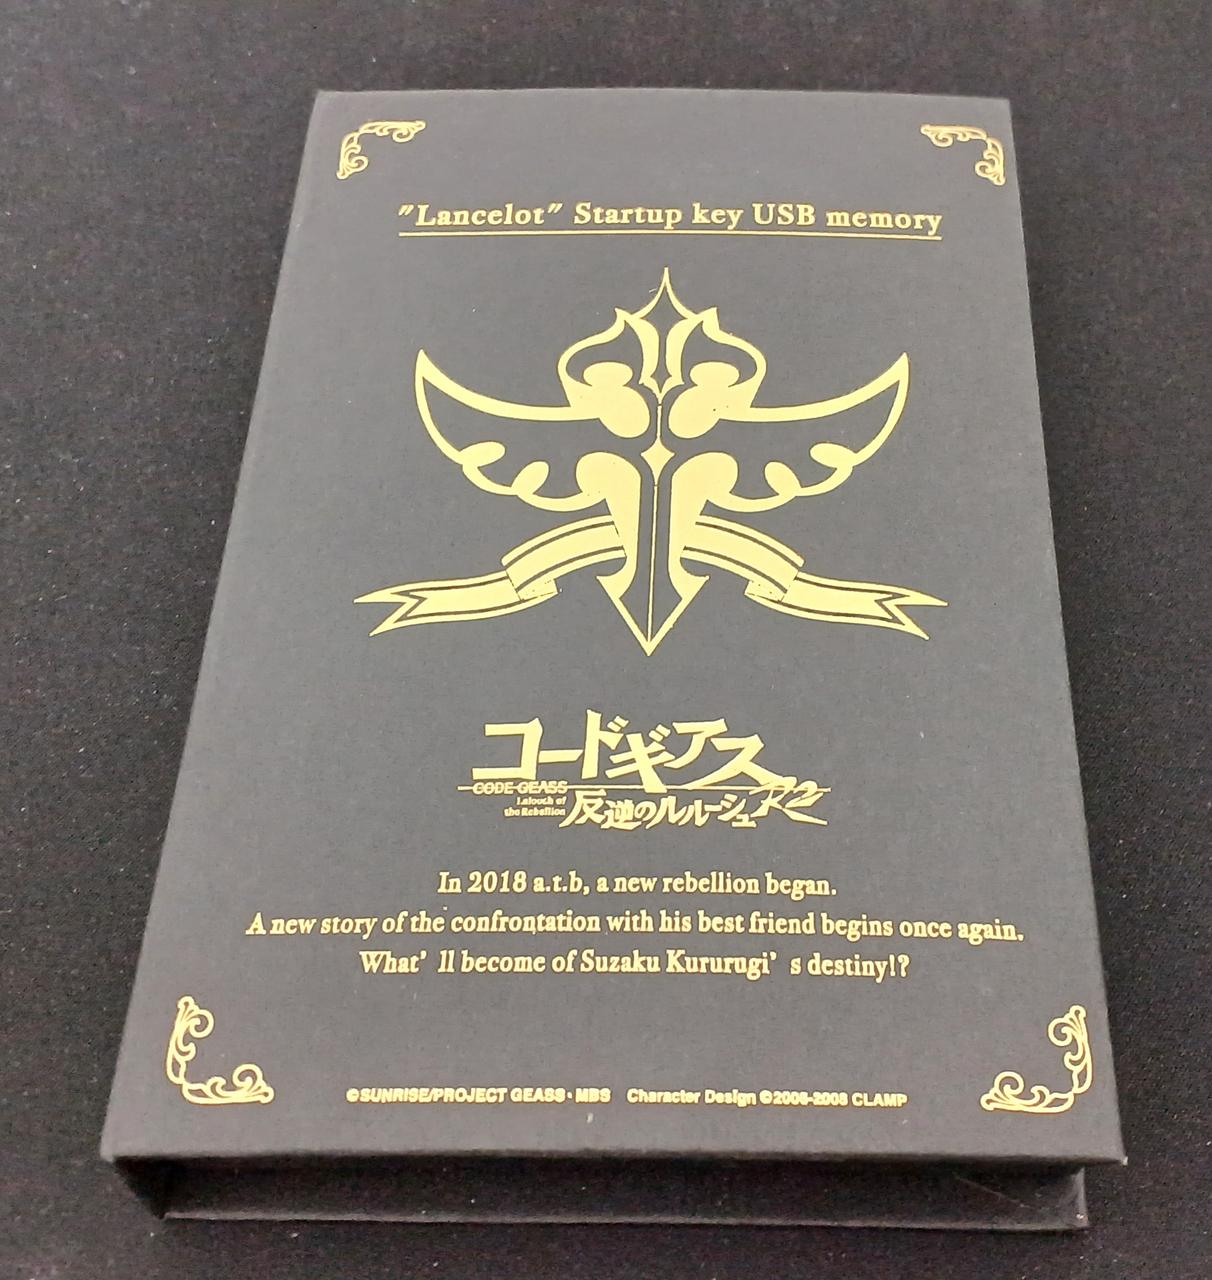 "Lancelot" Startup key USB memory
コードギアス
CODE GEASS
Lelouch of
the Rebellion
反逆のルルーシュ R2
In 2018 a.t.b, a new rebellion began.
A new story of the confrontation with his best friend begins once again.
What' ll become of Suzaku Kururugi' s destiny!?
©SUNRISE/PROJECT GEASS・MBS Character Design ©2006-2008 CLAMP